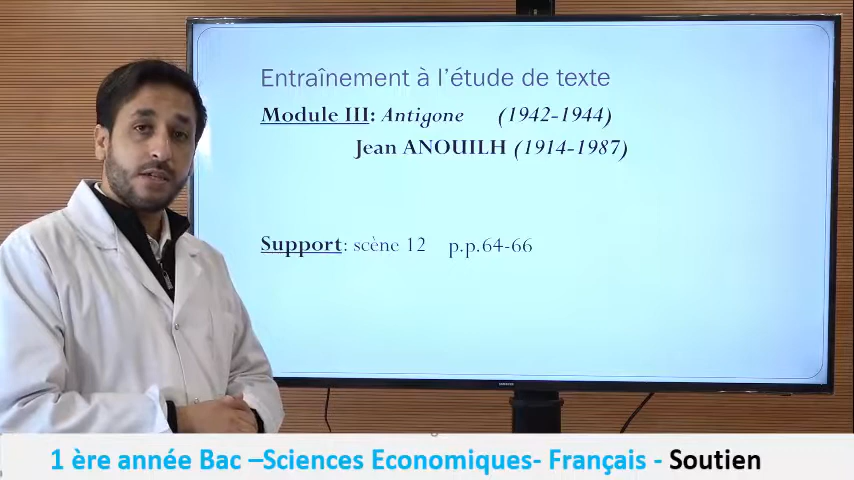 Entraînement à l'étude de texte
Module III: Antigone (1942-1944)
Jean ANOUILH (1914-1987)
Support: scène 12 p.p.64-66
SAMSUNG
1 ère année Bac –Sciences Economiques- Français - Soutien